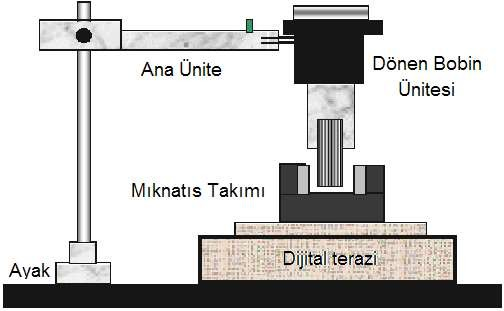 Ana Ünite
Dönen Bobin
Ünitesi
Mıknatıs Takımı
Ayak
Dijital terazi